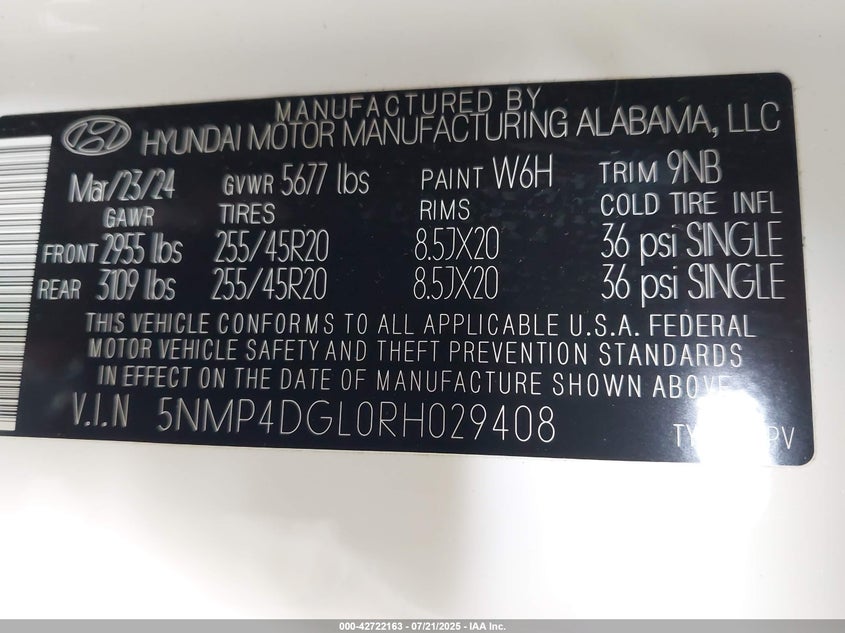 MANUFACTURED BY
HYUNDAI MOTOR MANUFACTURING ALABAMA, LLC
Mar/23/24 GVWR 5677 lbs PAINT W6H TRIM 9NB
GAWR TIRES RIMS COLD TIRE INFL
FRONT 2955 lbs 255/45R20 8.5JX20 36 psi SINGLE
REAR 3109 lbs 255/45R20 8.5JX20 36 psi SINGLE
THIS VEHICLE CONFORMS TO ALL APPLICABLE U.S.A. FEDERAL
MOTOR VEHICLE SAFETY AND THEFT PREVENTION STANDARDS
IN EFFECT ON THE DATE OF MANUFACTURE SHOWN ABOVE
V.I.N 5NMP4DGL0RH029408
000-42722163 - 07/21/2025 - IAA Inc.